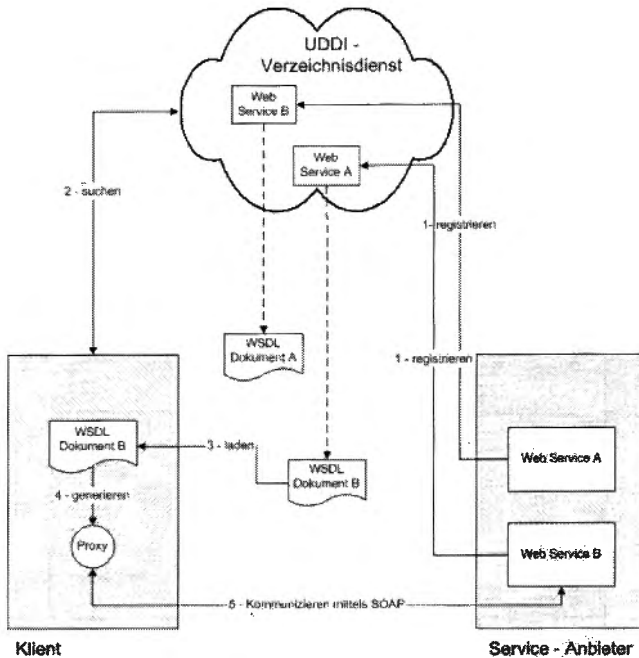 UDDI -
Verzeichnisdienst
Web
Service B
Web
Service A
2 - suchen
1- registrieren
WSDL
Dokument A
1 - registrieren
WSDL
Dokument B
3 - laden
WSDL
Dokument B
Web Service A
4 - generieren
Proxy
Web Service B
5 - Kommunizieren mittels SOAP
Klient
Service - Anbieter